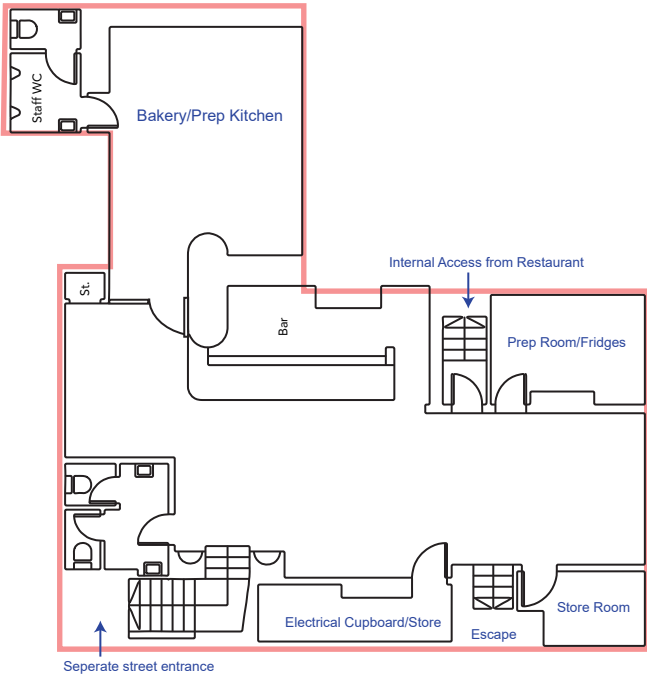 Staff WC
Bakery/Prep Kitchen
Internal Access from Restaurant
St.
Bar
Prep Room/Fridges
Store Room
Electrical Cupboard/Store
Escape
Seperate street entrance